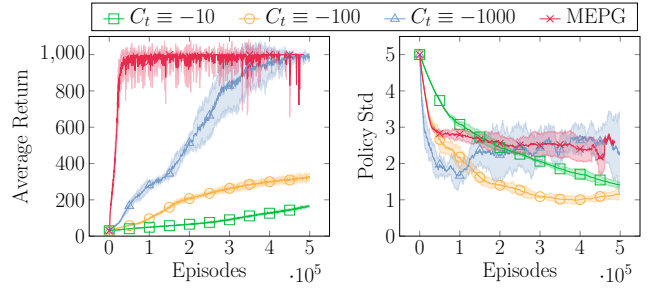 C_t ≡ −10 C_t ≡ −100 C_t ≡ −1000 MEPG
Average Return
1,000
800
600
400
200
0
0 1 2 3 4 5
Episodes ·10^5
Policy Std
5
4
3
2
1
0
0 1 2 3 4 5
Episodes ·10^5